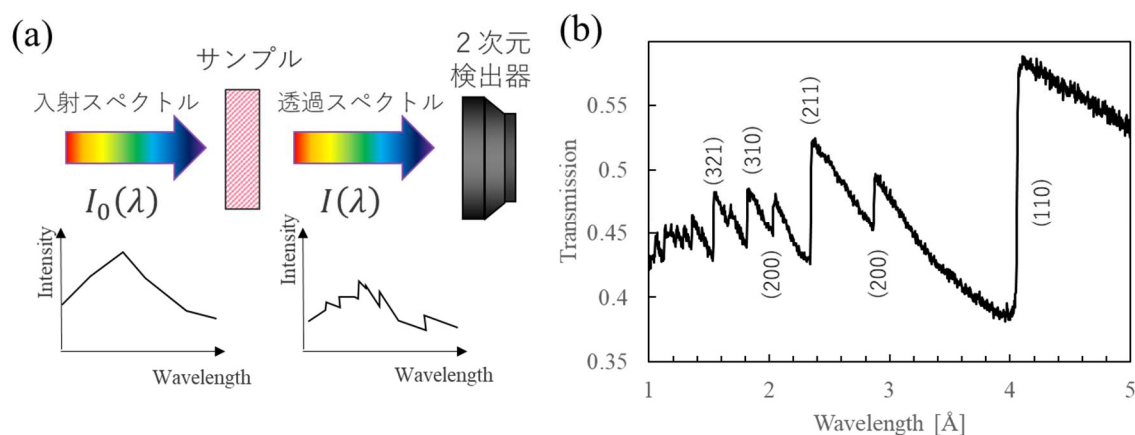 (a)
サンプル
２次元
検出器
入射スペクトル
透過スペクトル
I₀(λ)
I(λ)
Intensity
Wavelength
Intensity
Wavelength
(b)
Transmission
0.55
0.5
0.45
0.4
0.35
(321)
(310)
(200)
(211)
(200)
(110)
1
2
3
4
5
Wavelength [Å]